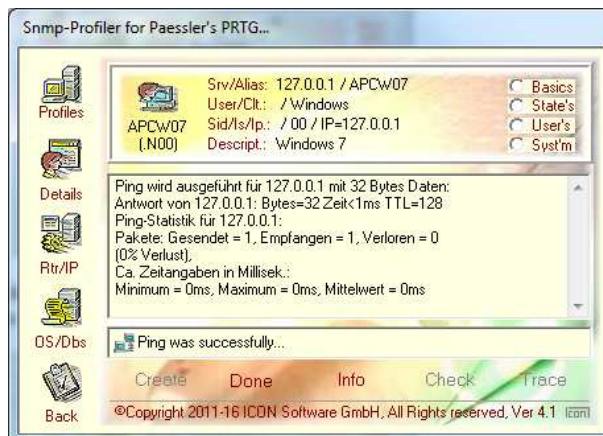 Snmp-Profiler for Paessler's PRTG...
Profiles
Details
Rtr/IP
OS/Dbs
Back
APCW07
(.N00)
Srv/Alias: 127.0.0.1 / APCW07
User/Clt.: / Windows
Sid/Is/Ip.: / 00 / IP=127.0.0.1
Descript.: Windows 7
Basics
State's
User's
Syst'm
Ping wird ausgeführt für 127.0.0.1 mit 32 Bytes Daten:
Antwort von 127.0.0.1: Bytes=32 Zeit<1ms TTL=128
Ping-Statistik für 127.0.0.1:
Pakete: Gesendet = 1, Empfangen = 1, Verloren = 0
(0% Verlust),
Ca. Zeitangaben in Millisek.:
Minimum = 0ms, Maximum = 0ms, Mittelwert = 0ms
Ping was successfully...
Create Done Info Check Trace
©Copyright 2011-16 ICON Software GmbH, All Rights reserved, Ver 4.1 icon